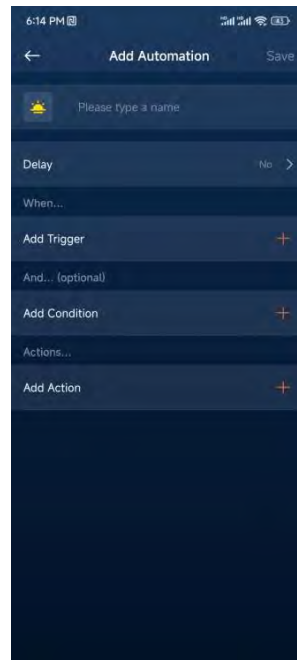 6:14 PM
Add Automation Save
Please type a name
Delay No
When...
Add Trigger
And... (optional)
Add Condition
Actions...
Add Action